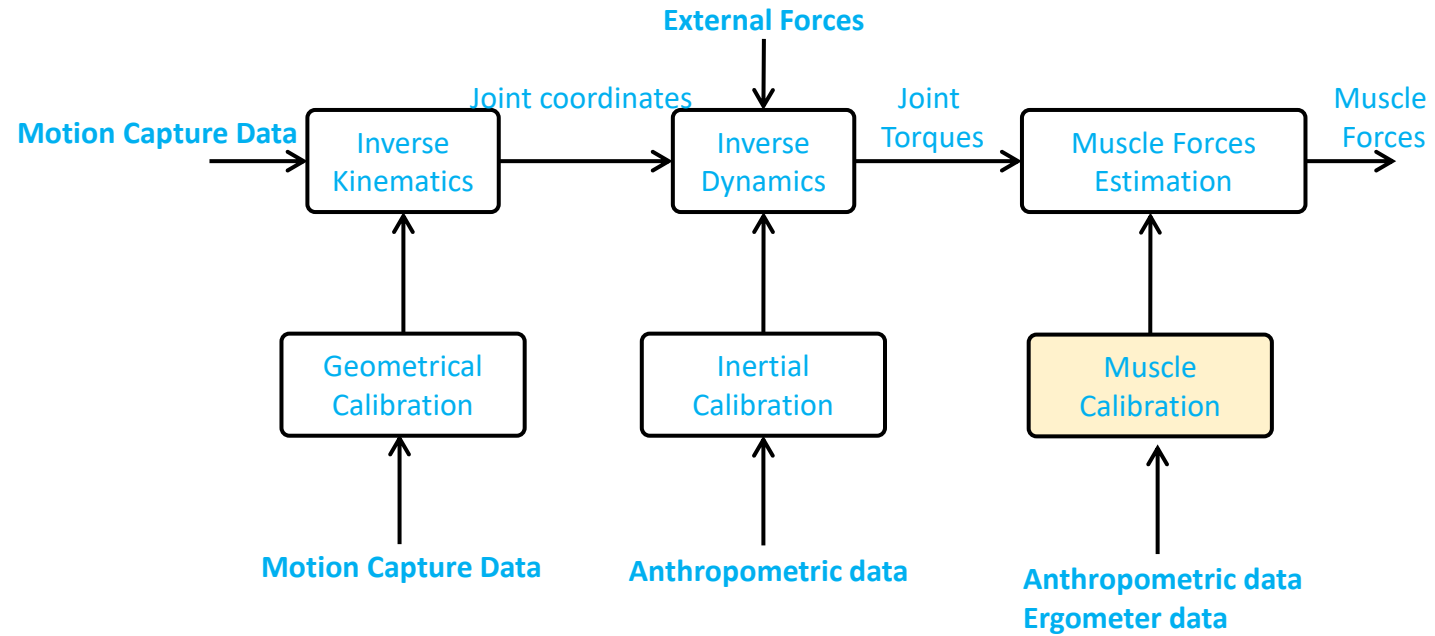 External Forces
Motion Capture Data
Inverse
Kinematics
Joint coordinates
Inverse
Dynamics
Joint
Torques
Muscle Forces
Estimation
Muscle
Forces
Geometrical
Calibration
Inertial
Calibration
Muscle
Calibration
Motion Capture Data
Anthropometric data
Anthropometric data
Ergometer data